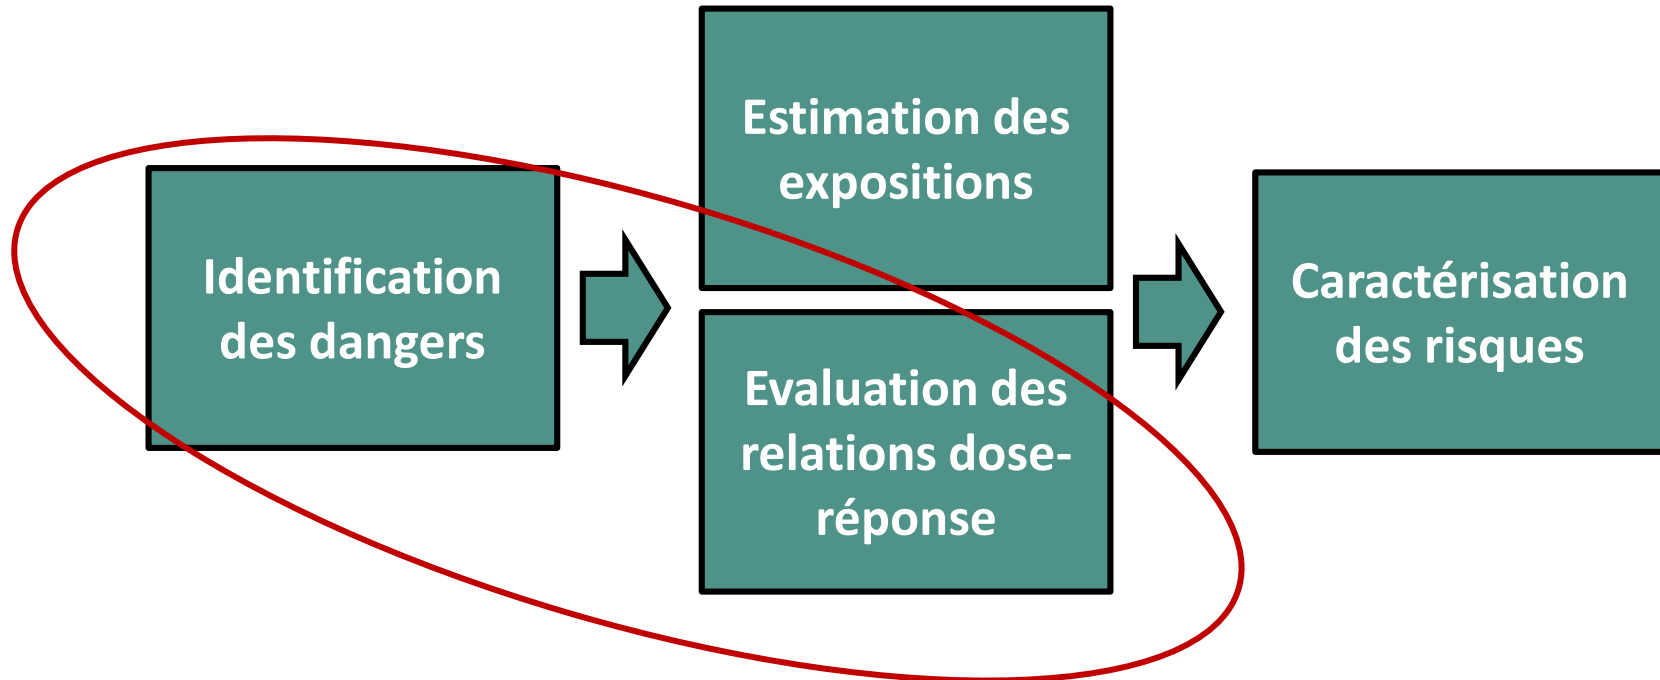 Identification
des dangers
Estimation des
expositions
Evaluation des
relations dose-
réponse
Caractérisation
des risques